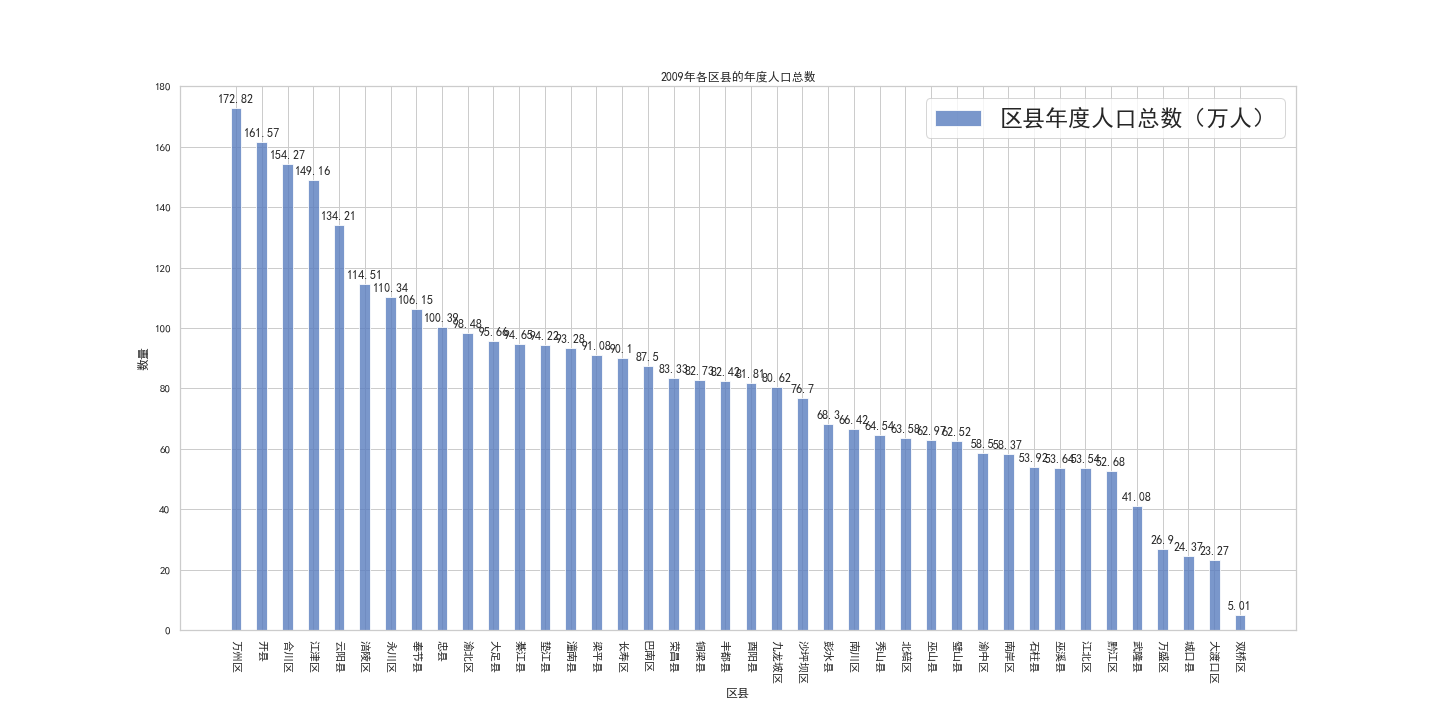 2009年各区县的年度人口总数
区县年度人口总数（万人）
数量
180
160
140
120
100
80
60
40
20
0
172.82
161.57
154.27
149.16
134.21
114.51
110.34
106.15
100.39
98.48
95.66
94.65
94.22
93.28
91.08
90.1
87.5
83.33
82.73
82.42
81.81
80.62
76.7
68.3
66.42
64.54
63.58
62.97
62.52
58.5
58.37
53.92
53.64
53.54
52.68
41.08
26.9
24.37
23.27
5.01
万州区
开县
合川区
江津区
云阳县
涪陵区
永川区
奉节县
忠县
渝北区
大足县
綦江县
垫江县
潼南县
梁平县
长寿区
巴南区
荣昌县
铜梁县
丰都县
酉阳县
九龙坡区
沙坪坝区
彭水县
南川区
秀山县
北碚区
巫山县
璧山县
渝中区
南岸区
石柱县
巫溪县
江北区
黔江区
武隆县
万盛区
城口县
大渡口区
双桥区
区县